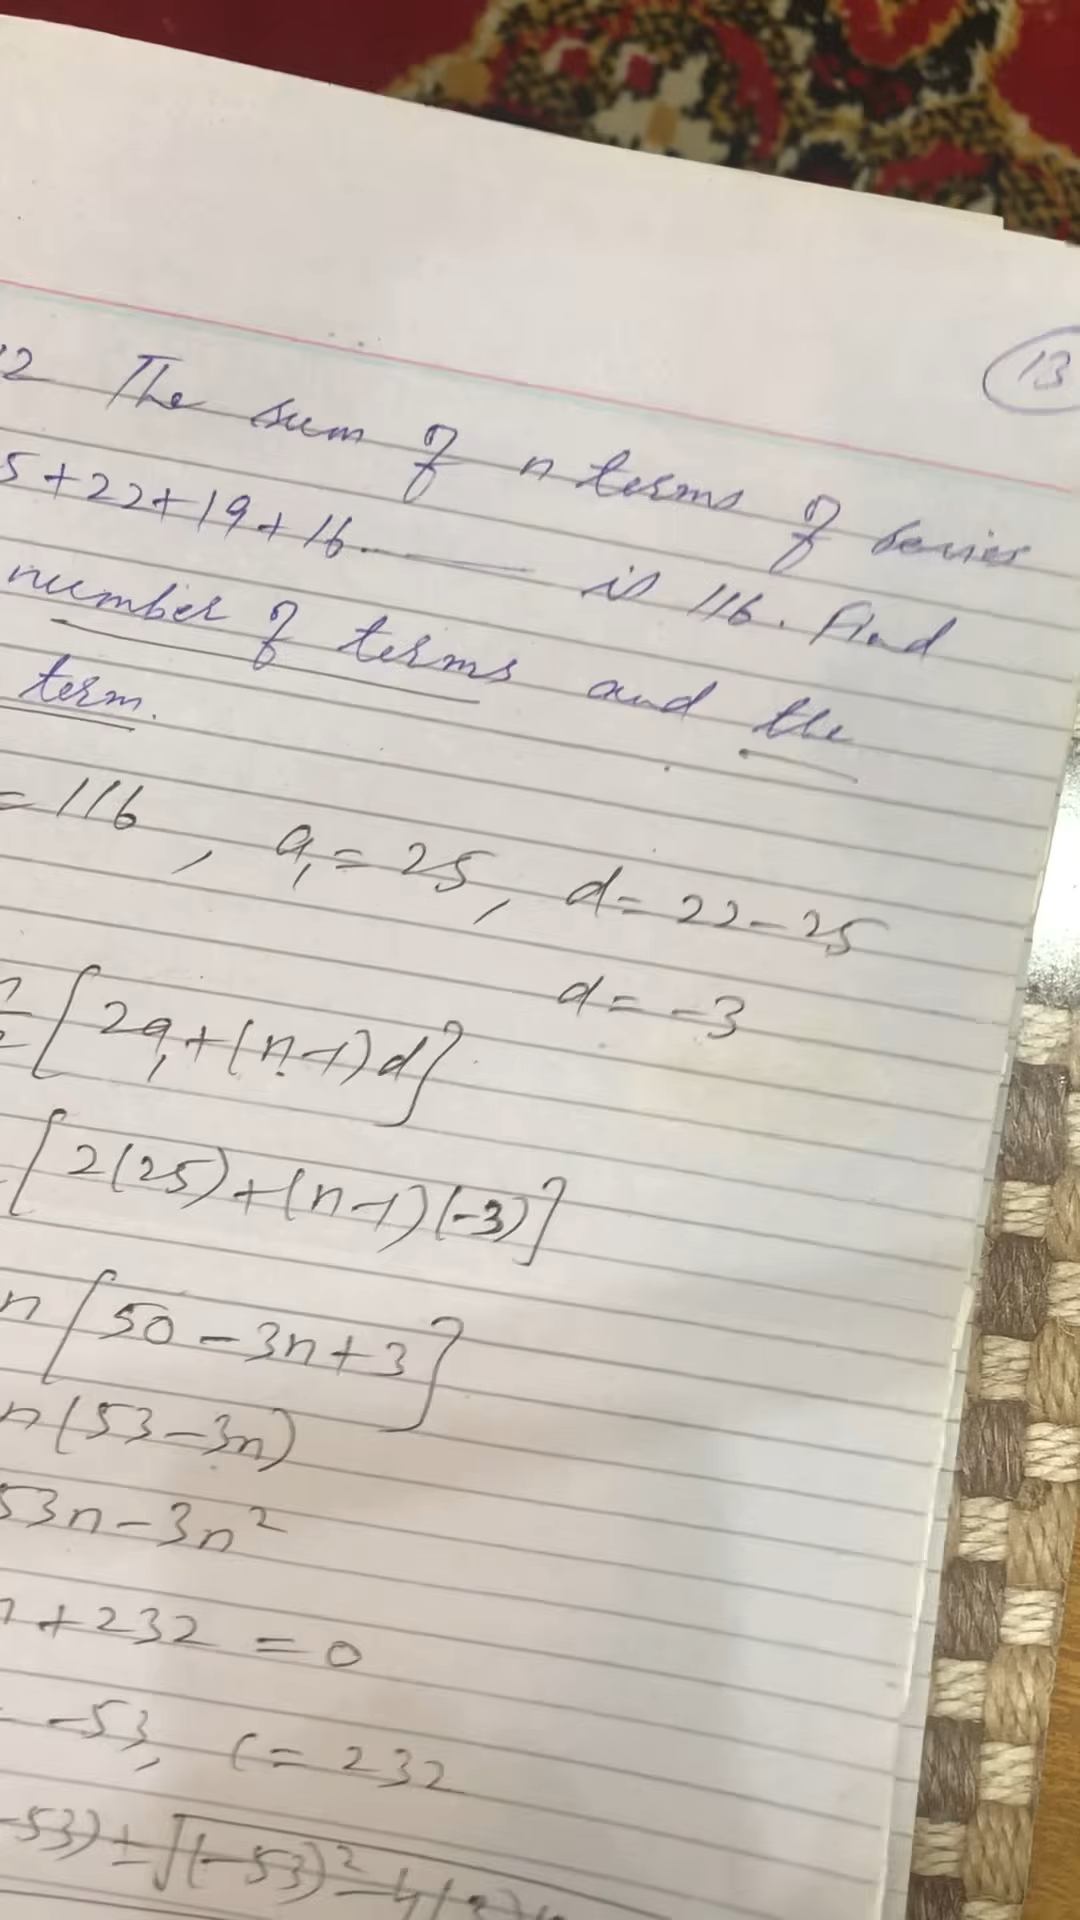 13
2 The sum of n terms of series
5+22+19+16... is 116. Find
number of terms and the
term.
= 116, a₁ = 25, d = 22-25
d = -3
[2a₁+(n-1)d]
[2(25)+(n-1)(-3)]
n[50-3n+3]
n(53-3n)
53n-3n²
+232 = 0
-53, c = 232
-53)±√(-53)²-4(3)